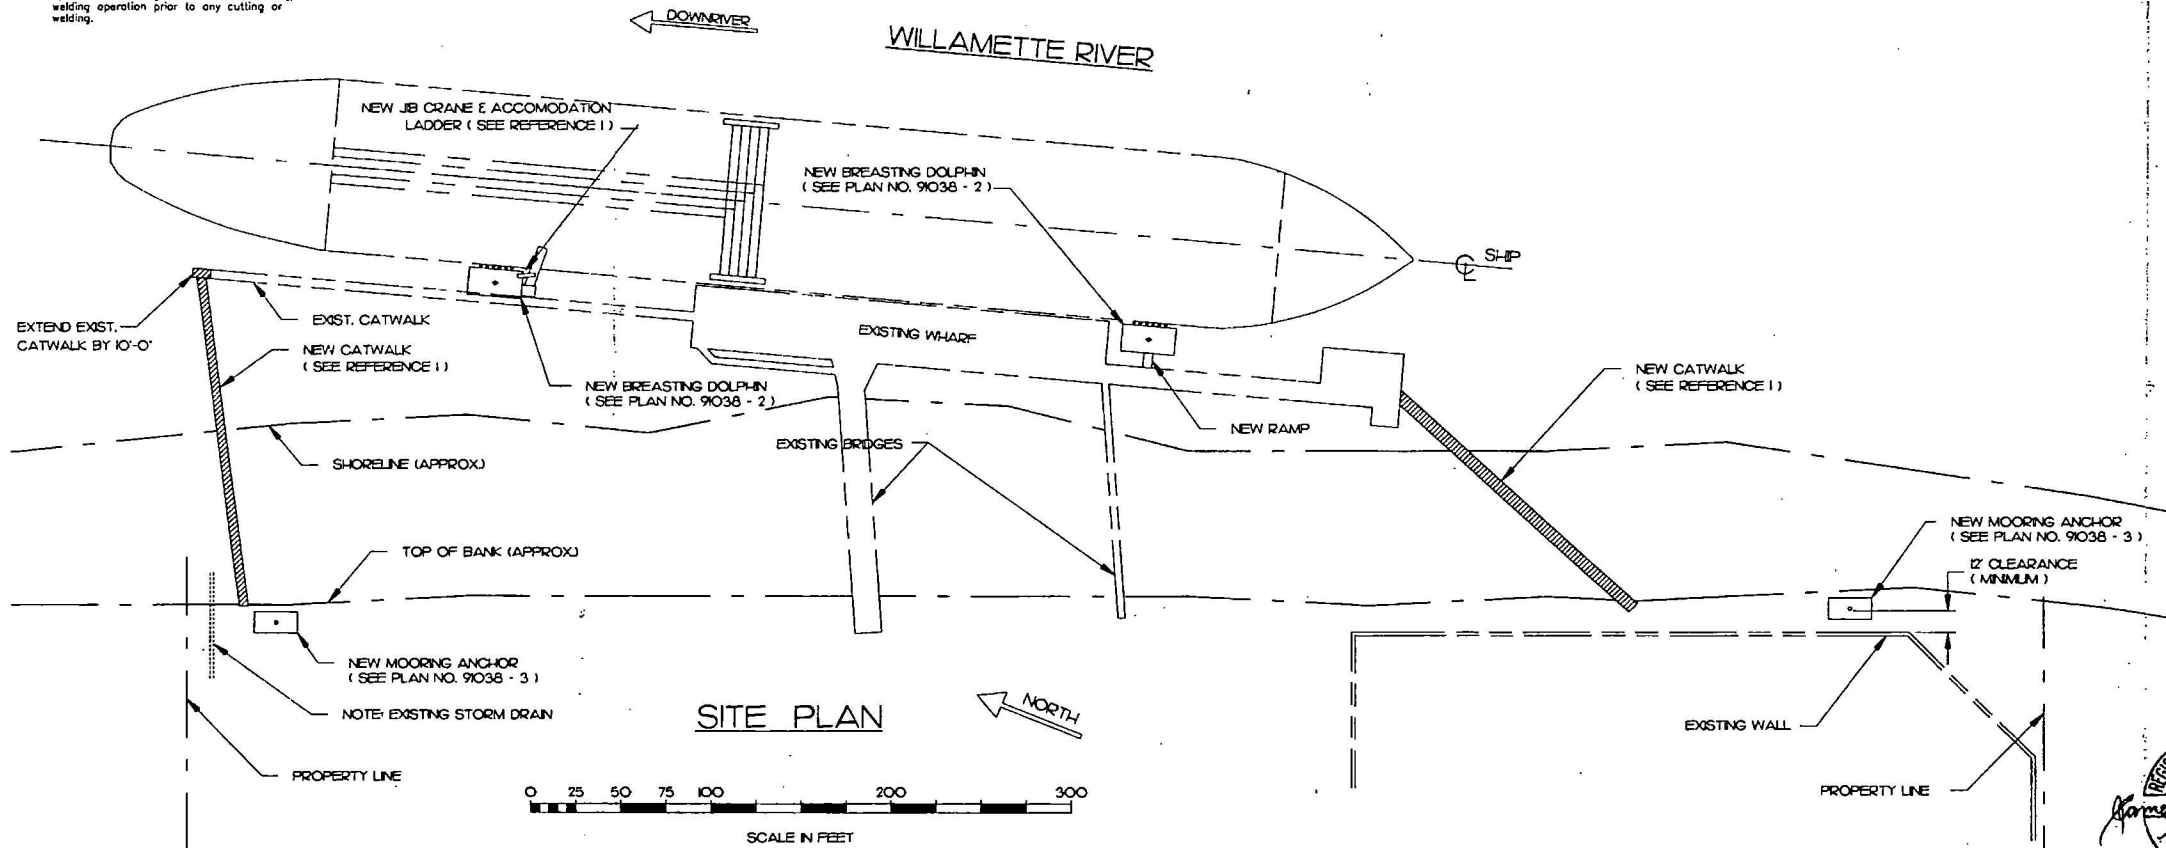 welding operation prior to any cutting or
welding.
DOWNRIVER
WILLAMETTE RIVER
NEW JIB CRANE & ACCOMODATION
LADDER ( SEE REFERENCE 1 )
NEW BREASTING DOLPHIN
( SEE PLAN NO. 91038 - 2 )
SHIP
EXTEND EXIST.
CATWALK BY 10'-0"
EXIST. CATWALK
NEW CATWALK
( SEE REFERENCE 1 )
EXISTING WHARF
NEW BREASTING DOLPHIN
( SEE PLAN NO. 91038 - 2 )
NEW CATWALK
( SEE REFERENCE 1 )
NEW RAMP
EXISTING BRIDGES
SHORELINE (APPROX.)
NEW MOORING ANCHOR
( SEE PLAN NO. 91038 - 3 )
TOP OF BANK (APPROX.)
12' CLEARANCE
( MINIMUM )
NEW MOORING ANCHOR
( SEE PLAN NO. 91038 - 3 )
NOTE: EXISTING STORM DRAIN
SITE PLAN
NORTH
EXISTING WALL
PROPERTY LINE
PROPERTY LINE
0 25 50 75 100 200 300
SCALE IN FEET